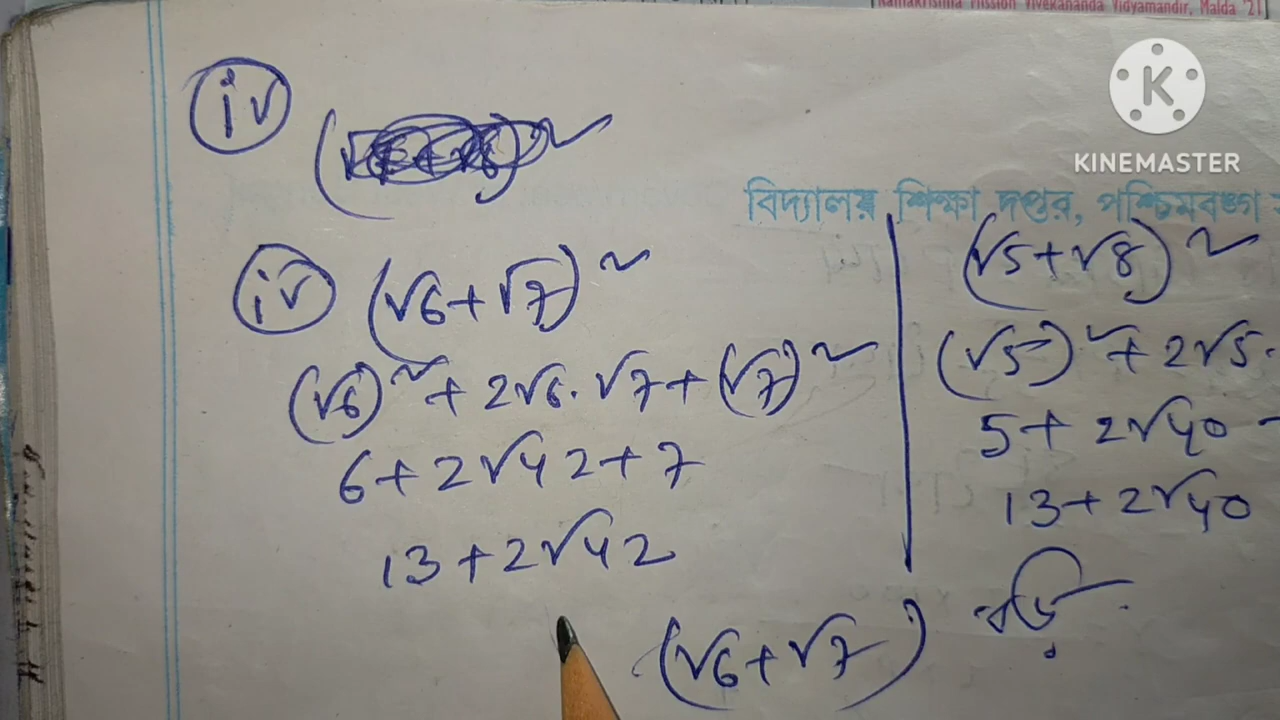 Ramakrishna Mission Vivekananda Vidyamandir, Malda '21
KINEMASTER
বিদ্যালয় শিক্ষা দপ্তর, পশ্চিমবঙ্গ
iv
iv (√6+√7)²
(√6)² + 2√6.√7+(√7)²
6+2√42+7
13+2√42
(√5+√8)²
(√5)²+2√5.
5+2√40
13+2√40
(√6+√7)